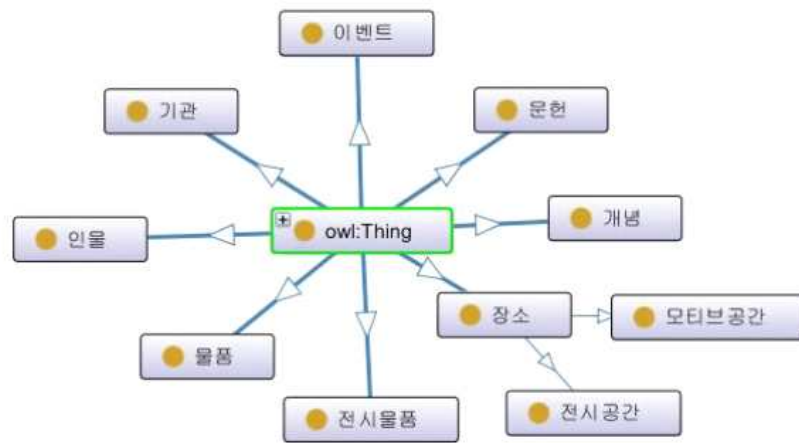 이벤트
기관
문헌
개념
owl:Thing
인물
장소
모티브공간
물품
전시물품
전시공간